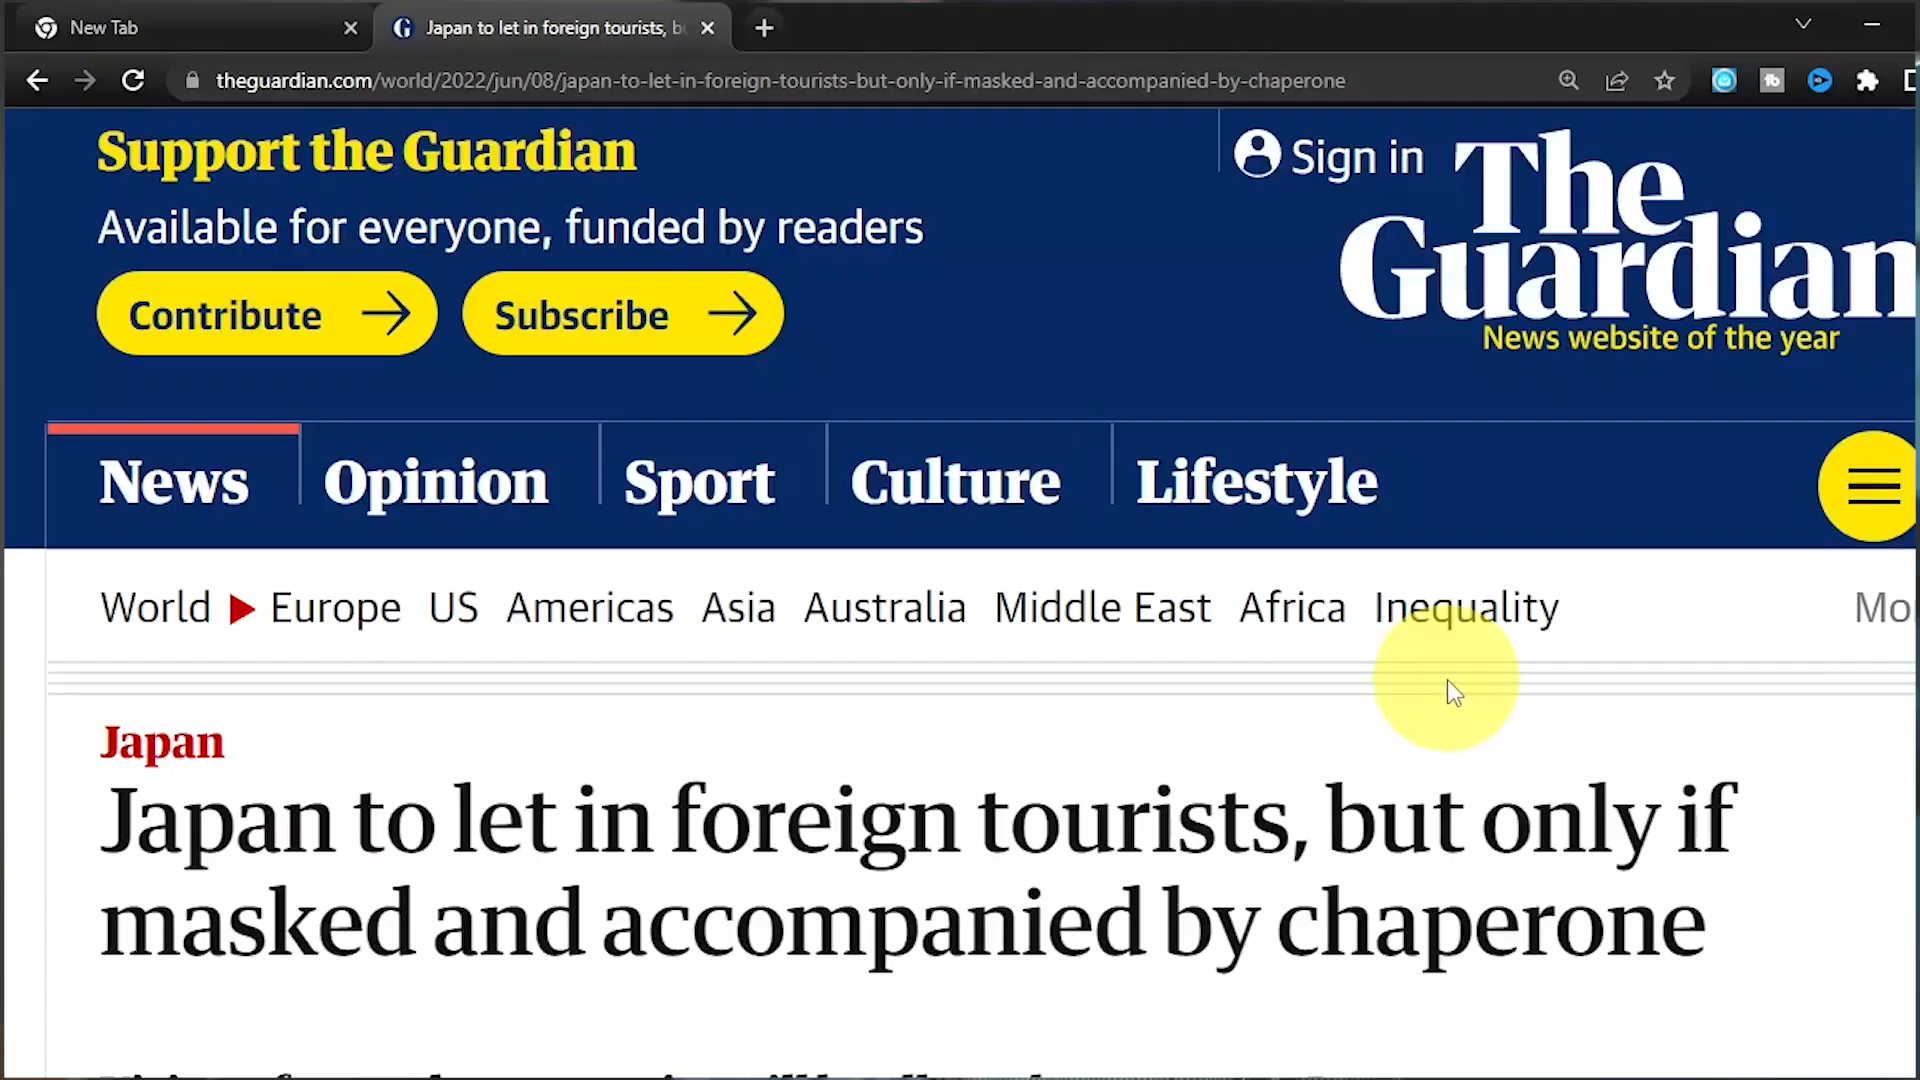 New Tab
Japan to let in foreign tourists, b
theguardian.com/world/2022/jun/08/japan-to-let-in-foreign-tourists-but-only-if-masked-and-accompanied-by-chaperone
Support the Guardian
Available for everyone, funded by readers
Contribute
Subscribe
Sign in
The
Guardian
News website of the year
News
Opinion
Sport
Culture
Lifestyle
World Europe US Americas Asia Australia Middle East Africa Inequality
Japan
Japan to let in foreign tourists, but only if
masked and accompanied by chaperone